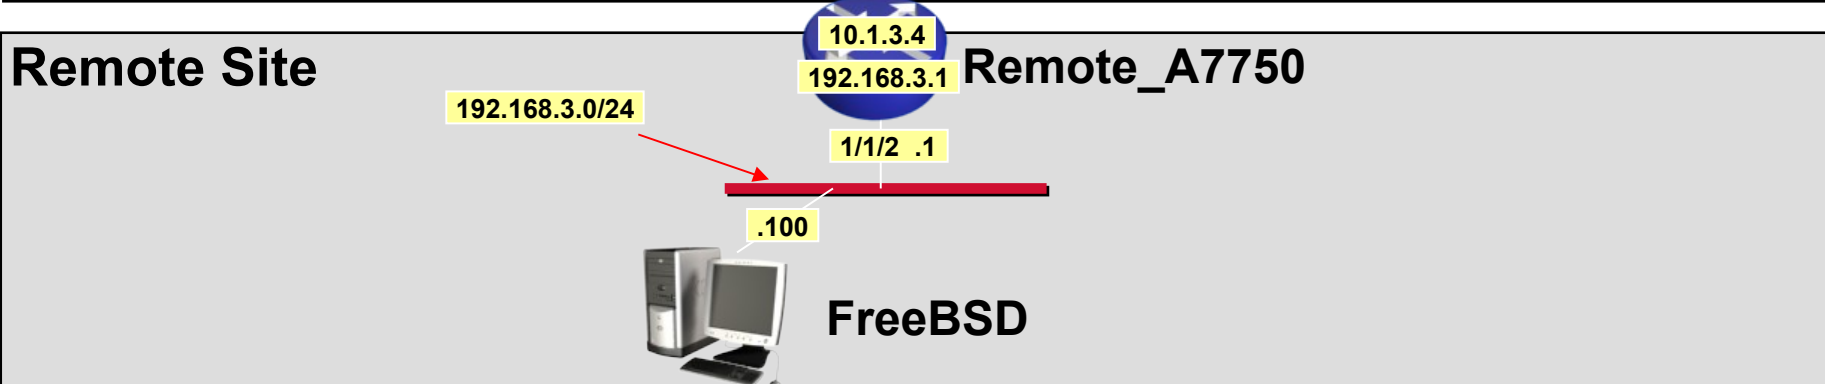 10.1.3.4
Remote Site
192.168.3.1
Remote_A7750
192.168.3.0/24
1/1/2 .1
.100
FreeBSD